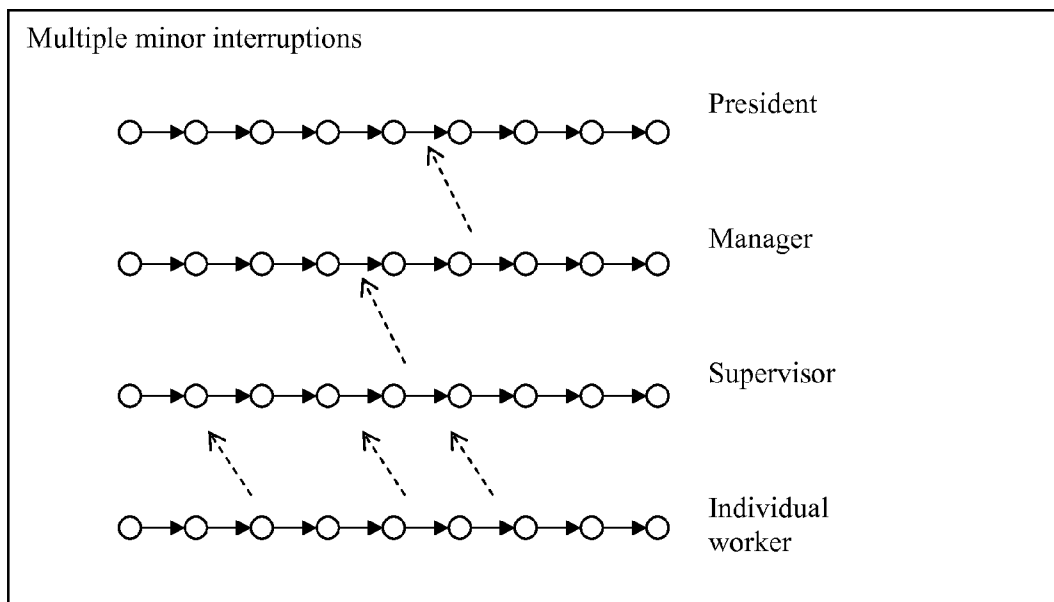 Multiple minor interruptions
President
Manager
Supervisor
Individual
worker